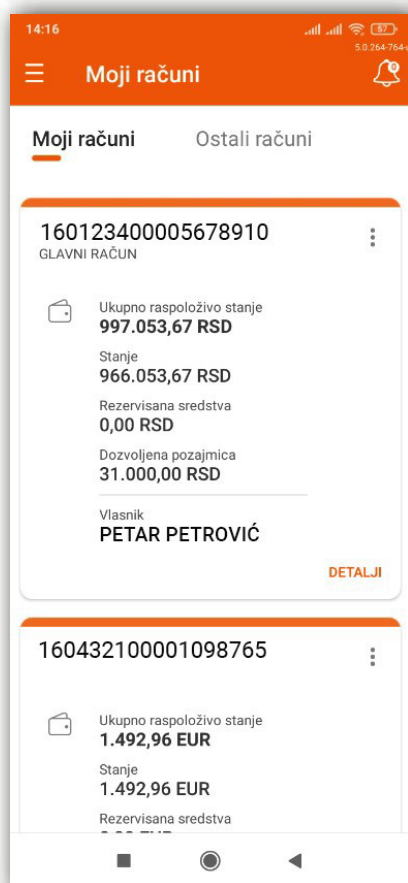 14:16
57
5.0.264-764-
Moji računi
Moji računi
Ostali računi
160123400005678910
GLAVNI RAČUN
Ukupno raspoloživo stanje
997.053,67 RSD
Stanje
966.053,67 RSD
Rezervisana sredstva
0,00 RSD
Dozvoljena pozajmica
31.000,00 RSD
Vlasnik
PETAR PETROVIĆ
DETALJI
160432100001098765
Ukupno raspoloživo stanje
1.492,96 EUR
Stanje
1.492,96 EUR
Rezervisana sredstva